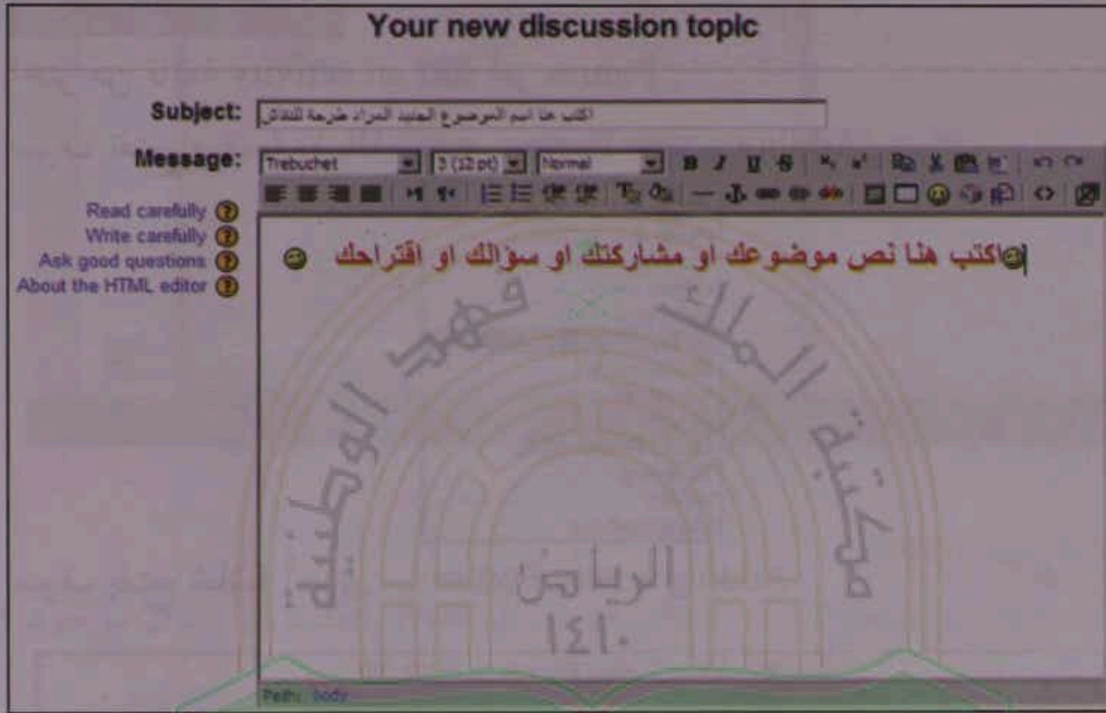 Your new discussion topic
Subject: اكتب هنا اسم الموضوع الجديد المراد طرحة للنقاش
Message:
Trebuchet 3 (12 pt) Normal B I U S
Read carefully
Write carefully
Ask good questions
About the HTML editor
اكتب هنا نص موضوعك او مشاركتك او سؤالك او اقتراحك
مكتبة الملك فهد الوطنية
الرياض
١٤١٠
Path: body